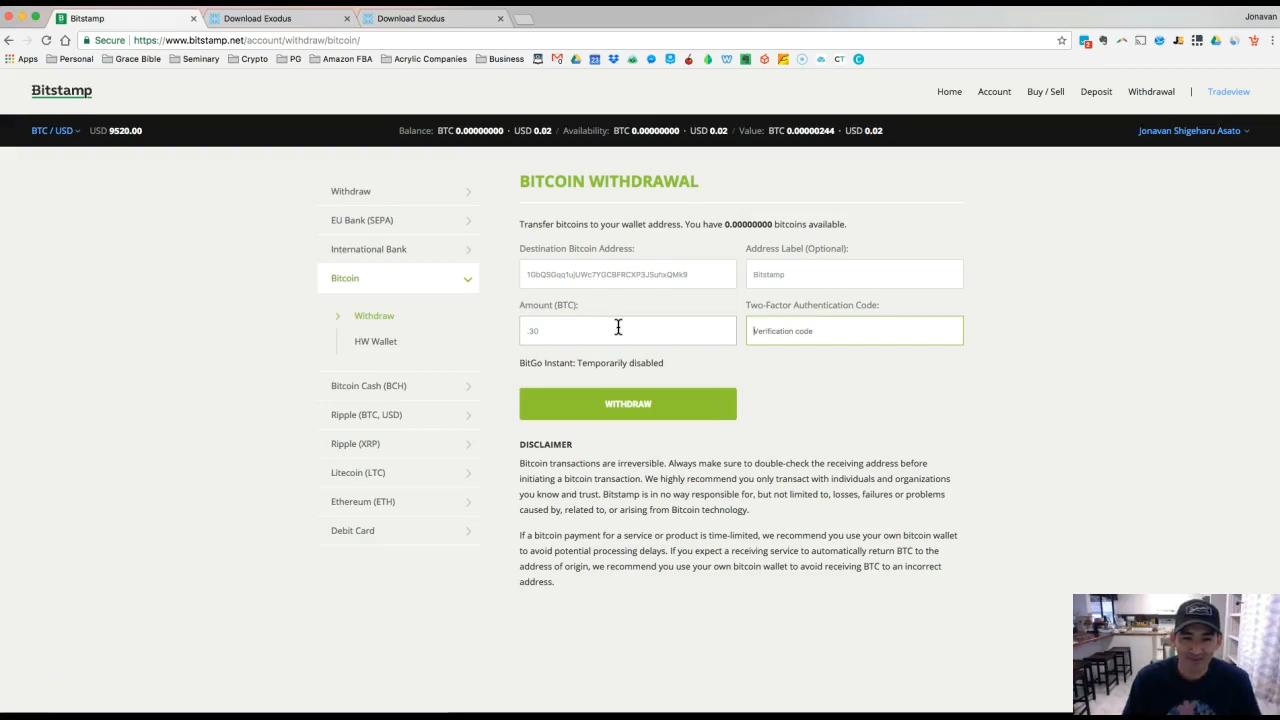 Bitstamp
Download Exodus
Download Exodus
Jonavan
Secure
https://www.bitstamp.net/account/withdraw/bitcoin/
Apps Personal Grace Bible Seminary Crypto PG Amazon FBA Acrylic Companies Business
Bitstamp
Home Account Buy / Sell Deposit Withdrawal | Tradeview
BTC / USD USD 9520.00 Balance: BTC 0.00000000 · USD 0.02 / Availability: BTC 0.00000000 · USD 0.02 / Value: BTC 0.00000244 · USD 0.02 Jonavan Shigeharu Asato
Withdraw
EU Bank (SEPA)
International Bank
Bitcoin
Withdraw
HW Wallet
Bitcoin Cash (BCH)
Ripple (BTC, USD)
Ripple (XRP)
Litecoin (LTC)
Ethereum (ETH)
Debit Card
BITCOIN WITHDRAWAL
Transfer bitcoins to your wallet address. You have 0.00000000 bitcoins available.
Destination Bitcoin Address: Address Label (Optional):
Bitstamp
Amount (BTC): Two-Factor Authentication Code:
.30 Verification code
BitGo Instant: Temporarily disabled
WITHDRAW
DISCLAIMER
Bitcoin transactions are irreversible. Always make sure to double-check the receiving address before
initiating a bitcoin transaction. We highly recommend you only transact with individuals and organizations
you know and trust. Bitstamp is in no way responsible for, but not limited to, losses, failures or problems
caused by, related to, or arising from Bitcoin technology.
If a bitcoin payment for a service or product is time-limited, we recommend you use your own bitcoin wallet
to avoid potential processing delays. If you expect a receiving service to automatically return BTC to the
address of origin, we recommend you use your own bitcoin wallet to avoid receiving BTC to an incorrect
address.